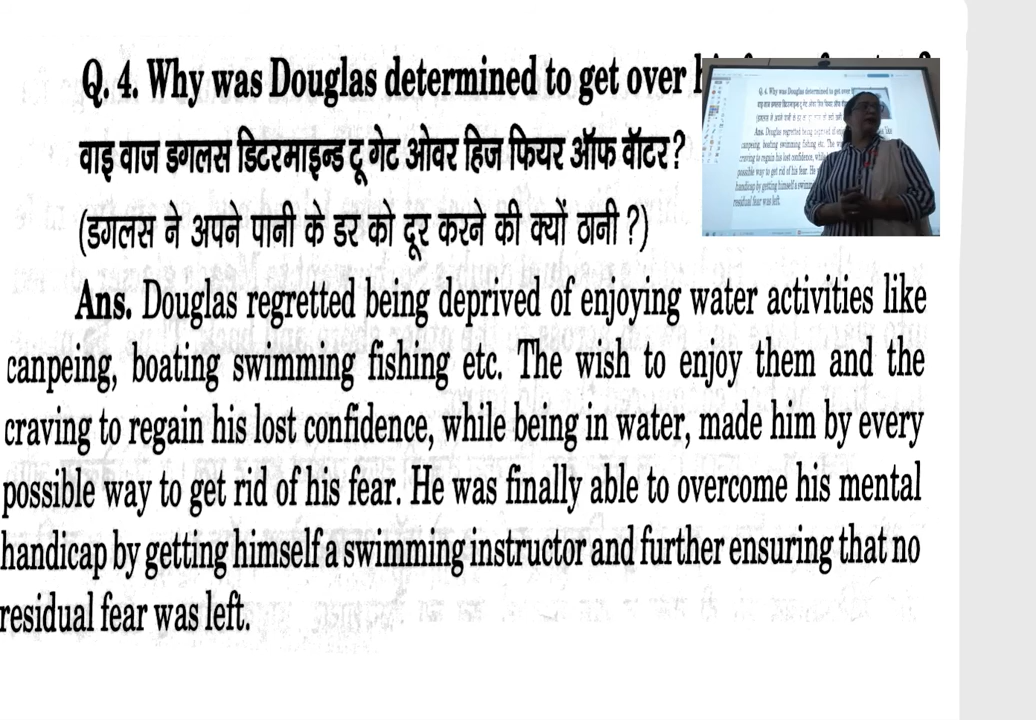 Q. 4. Why was Douglas determined to get over
वाइ वाज डगलस डिटरमाइन्ड टू गेट ओवर हिज फियर ऑफ वॉटर?
(डगलस ने अपने पानी के डर को दूर करने की क्यों ठानी ?)
Ans. Douglas regretted being deprived of enjoying water activities like
canpeing, boating swimming fishing etc. The wish to enjoy them and the
craving to regain his lost confidence, while being in water, made him by every
possible way to get rid of his fear. He was finally able to overcome his mental
handicap by getting himself a swimming instructor and further ensuring that no
residual fear was left.